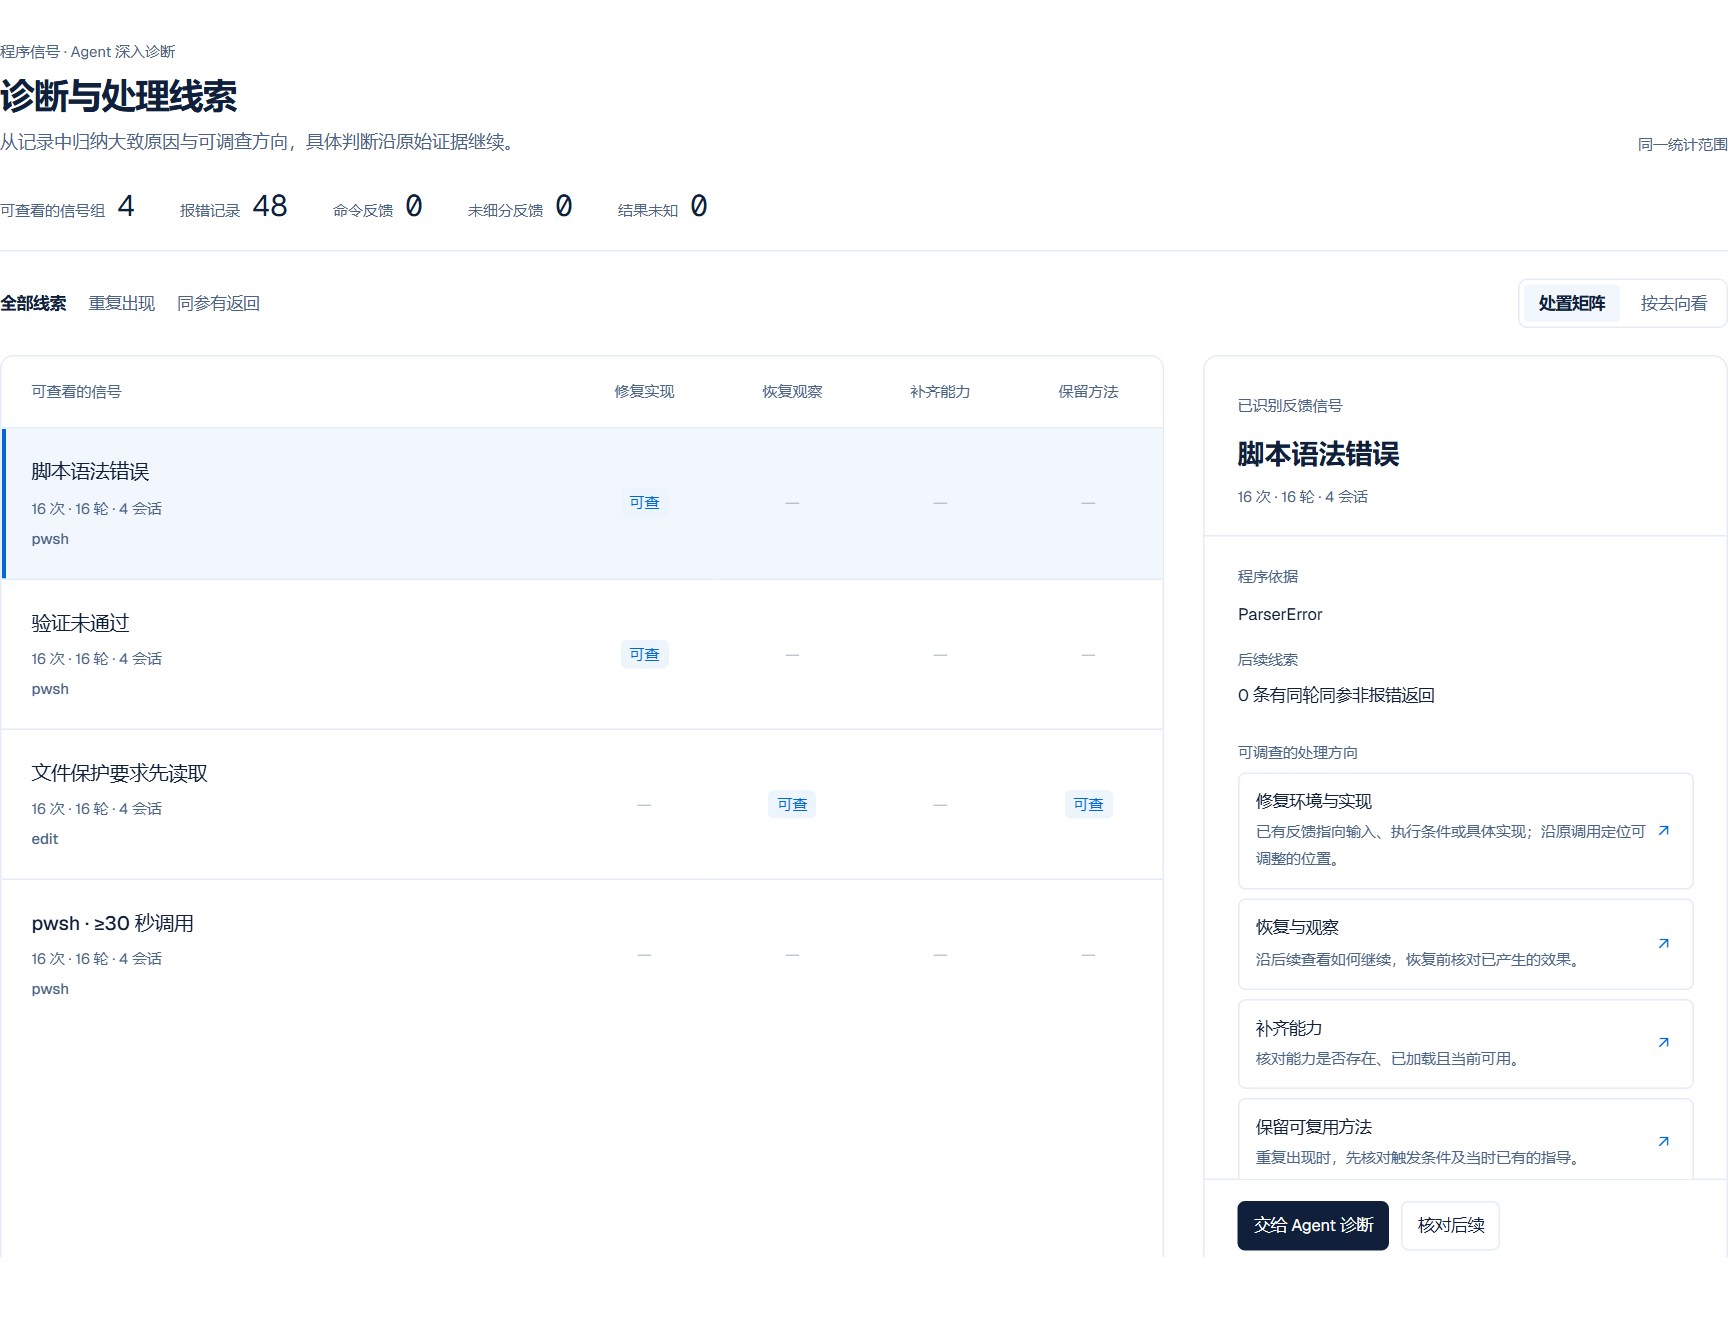 程序信号 · Agent 深入诊断
诊断与处理线索
从记录中归纳大致原因与可调查方向，具体判断沿原始证据继续。
同一统计范围
可查看的信号组 4 报错记录 48 命令反馈 0 未细分反馈 0 结果未知 0
全部线索 重复出现 同参有返回
处置矩阵 按去向看
可查看的信号 修复实现 恢复观察 补齐能力 保留方法
脚本语法错误
16 次 · 16 轮 · 4 会话
pwsh
可查 — — —
验证未通过
16 次 · 16 轮 · 4 会话
pwsh
可查 — — —
文件保护要求先读取
16 次 · 16 轮 · 4 会话
edit
— 可查 — 可查
pwsh · ≥30 秒调用
16 次 · 16 轮 · 4 会话
pwsh
— — — —
已识别反馈信号
脚本语法错误
16 次 · 16 轮 · 4 会话
程序依据
ParserError
后续线索
0 条有同轮同参非报错返回
可调查的处理方向
修复环境与实现
已有反馈指向输入、执行条件或具体实现；沿原调用定位可
调整的位置。
恢复与观察
沿后续查看如何继续，恢复前核对已产生的效果。
补齐能力
核对能力是否存在、已加载且当前可用。
保留可复用方法
重复出现时，先核对触发条件及当时已有的指导。
交给 Agent 诊断 核对后续